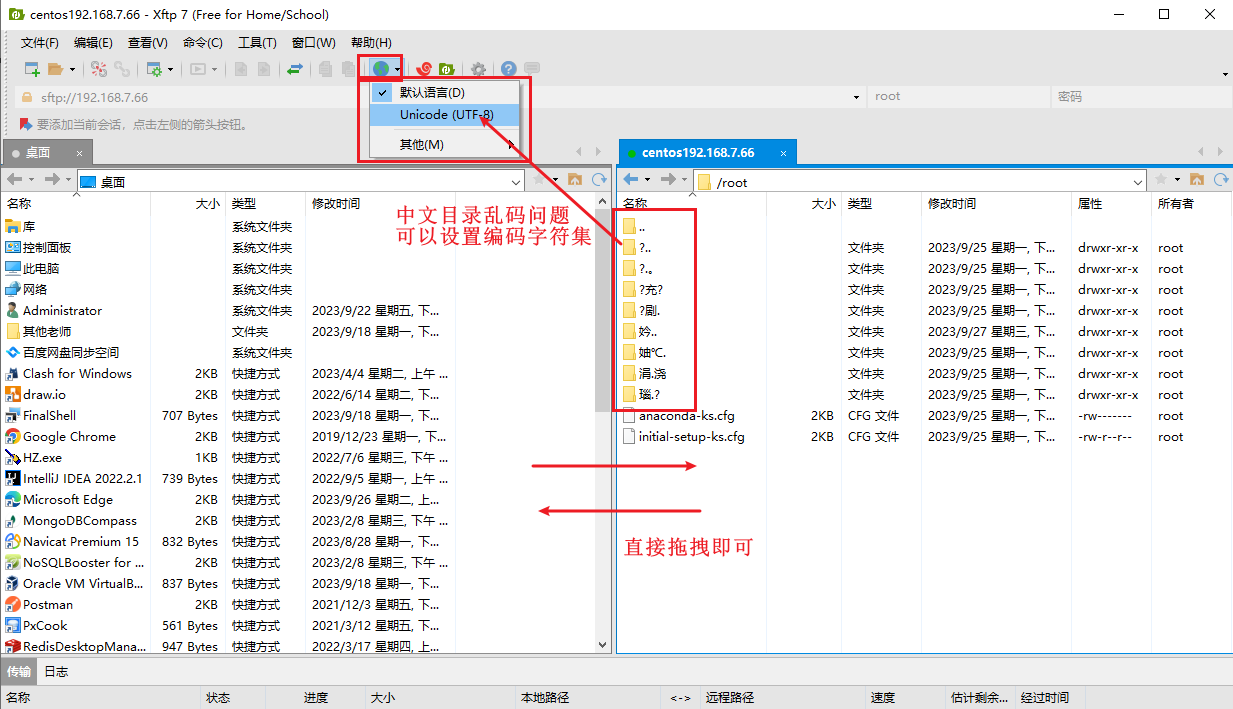 centos192.168.7.66 - Xftp 7 (Free for Home/School)
文件(F) 编辑(E) 查看(V) 命令(C) 工具(T) 窗口(W) 帮助(H)
sftp://192.168.7.66 root 密码
默认语言(D)
Unicode (UTF-8)
其他(M)
要添加当前会话，点击左侧的箭头按钮。
桌面 ×
centos192.168.7.66 ×
桌面
/root
名称 大小 类型 修改时间
库 系统文件夹
控制面板 系统文件夹
此电脑 系统文件夹
网络 系统文件夹
Administrator 系统文件夹 2023/9/22 星期五, 下...
其他老师 文件夹 2023/9/18 星期一, 下...
百度网盘同步空间 系统文件夹
Clash for Windows 2KB 快捷方式 2023/4/4 星期二, 上午 ...
draw.io 2KB 快捷方式 2022/6/14 星期二, 下...
FinalShell 707 Bytes 快捷方式 2023/9/18 星期一, 下...
Google Chrome 2KB 快捷方式 2019/12/23 星期一, 下...
HZ.exe 1KB 快捷方式 2022/7/6 星期三, 下午 ...
IntelliJ IDEA 2022.2.1 739 Bytes 快捷方式 2022/9/5 星期一, 上午 ...
Microsoft Edge 2KB 快捷方式 2023/9/26 星期二, 上...
MongoDBCompass 2KB 快捷方式 2023/2/8 星期三, 下午 ...
Navicat Premium 15 832 Bytes 快捷方式 2023/8/28 星期一, 下...
NoSQLBooster for ... 2KB 快捷方式 2023/2/8 星期三, 下午 ...
Oracle VM VirtualB... 837 Bytes 快捷方式 2023/9/18 星期一, 下...
Postman 2KB 快捷方式 2021/12/3 星期五, 下...
PxCook 561 Bytes 快捷方式 2021/3/12 星期五, 下...
RedisDesktopMana... 947 Bytes 快捷方式 2022/3/17 星期四, 上...
中文目录乱码问题
可以设置编码字符集
名称 大小 类型 修改时间 属性 所有者
..
?.. 文件夹 2023/9/25 星期一, 下... drwxr-xr-x root
?.。 文件夹 2023/9/25 星期一, 下... drwxr-xr-x root
?充? 文件夹 2023/9/25 星期一, 下... drwxr-xr-x root
?剧. 文件夹 2023/9/25 星期一, 下... drwxr-xr-x root
妗.. 文件夹 2023/9/27 星期三, 下... drwxr-xr-x root
妯℃. 文件夹 2023/9/25 星期一, 下... drwxr-xr-x root
涓.浇 文件夹 2023/9/25 星期一, 下... drwxr-xr-x root
瑙.? 文件夹 2023/9/25 星期一, 下... drwxr-xr-x root
anaconda-ks.cfg 2KB CFG 文件 2023/9/25 星期一, 下... -rw------- root
initial-setup-ks.cfg 2KB CFG 文件 2023/9/25 星期一, 下... -rw-r--r-- root
直接拖拽即可
传输 日志
名称 状态 进度 大小 本地路径 <-> 远程路径 速度 估计剩余... 经过时间